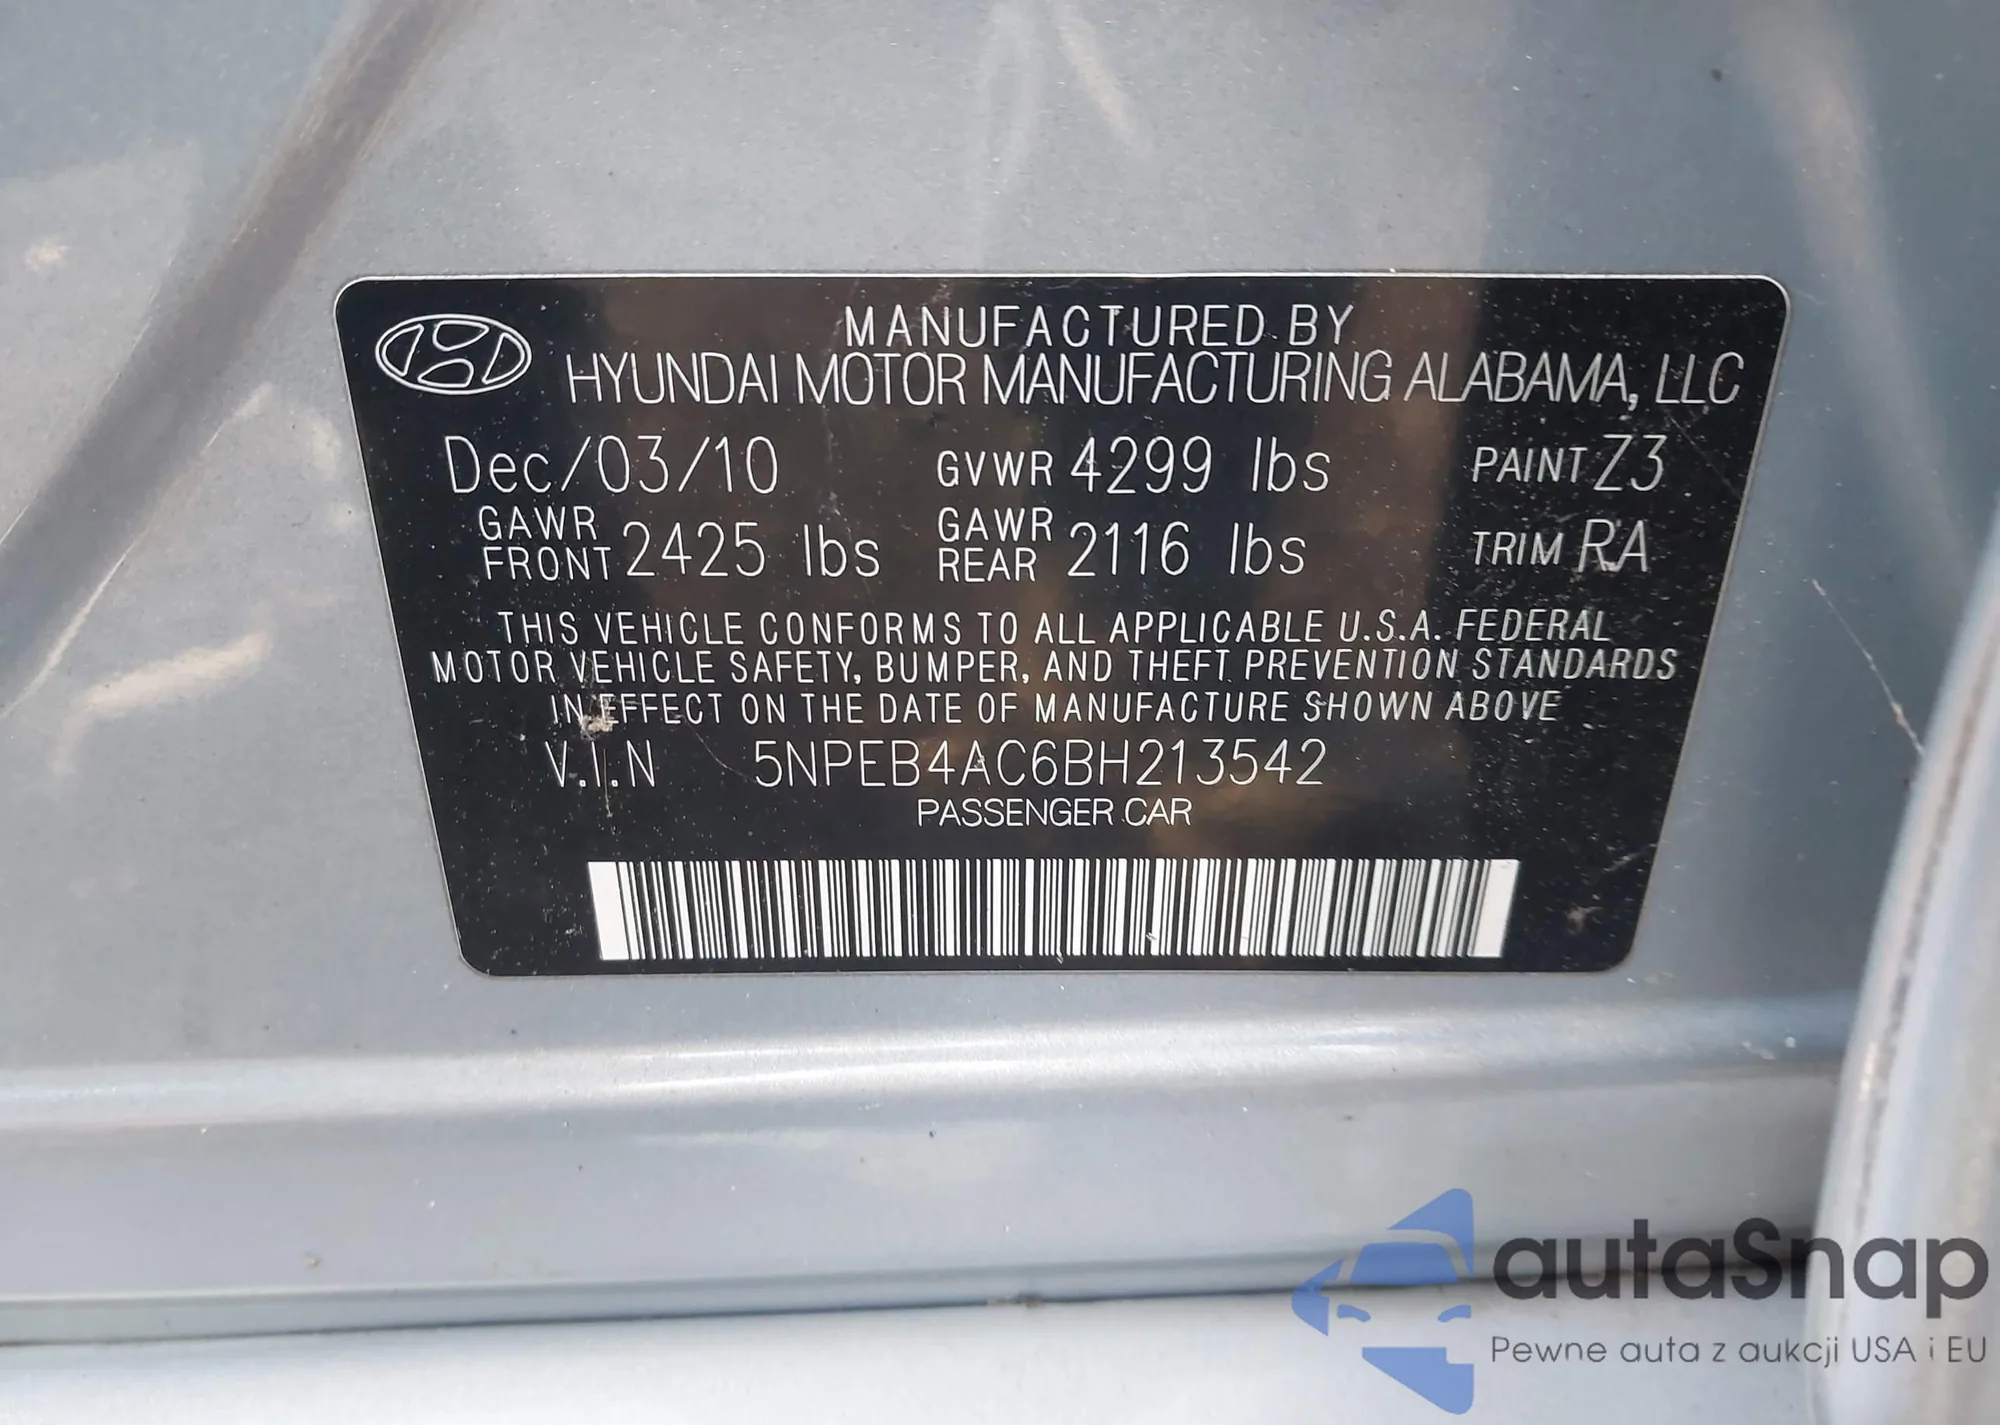 MANUFACTURED BY
HYUNDAI MOTOR MANUFACTURING ALABAMA, LLC
Dec/03/10 GVWR 4299 lbs PAINT Z3
GAWR FRONT 2425 lbs GAWR REAR 2116 lbs TRIM RA
THIS VEHICLE CONFORMS TO ALL APPLICABLE U.S.A. FEDERAL
MOTOR VEHICLE SAFETY, BUMPER, AND THEFT PREVENTION STANDARDS
IN EFFECT ON THE DATE OF MANUFACTURE SHOWN ABOVE
V.I.N 5NPEB4AC6BH213542
PASSENGER CAR
autaSnap
Pewne auta z aukcji USA i EU